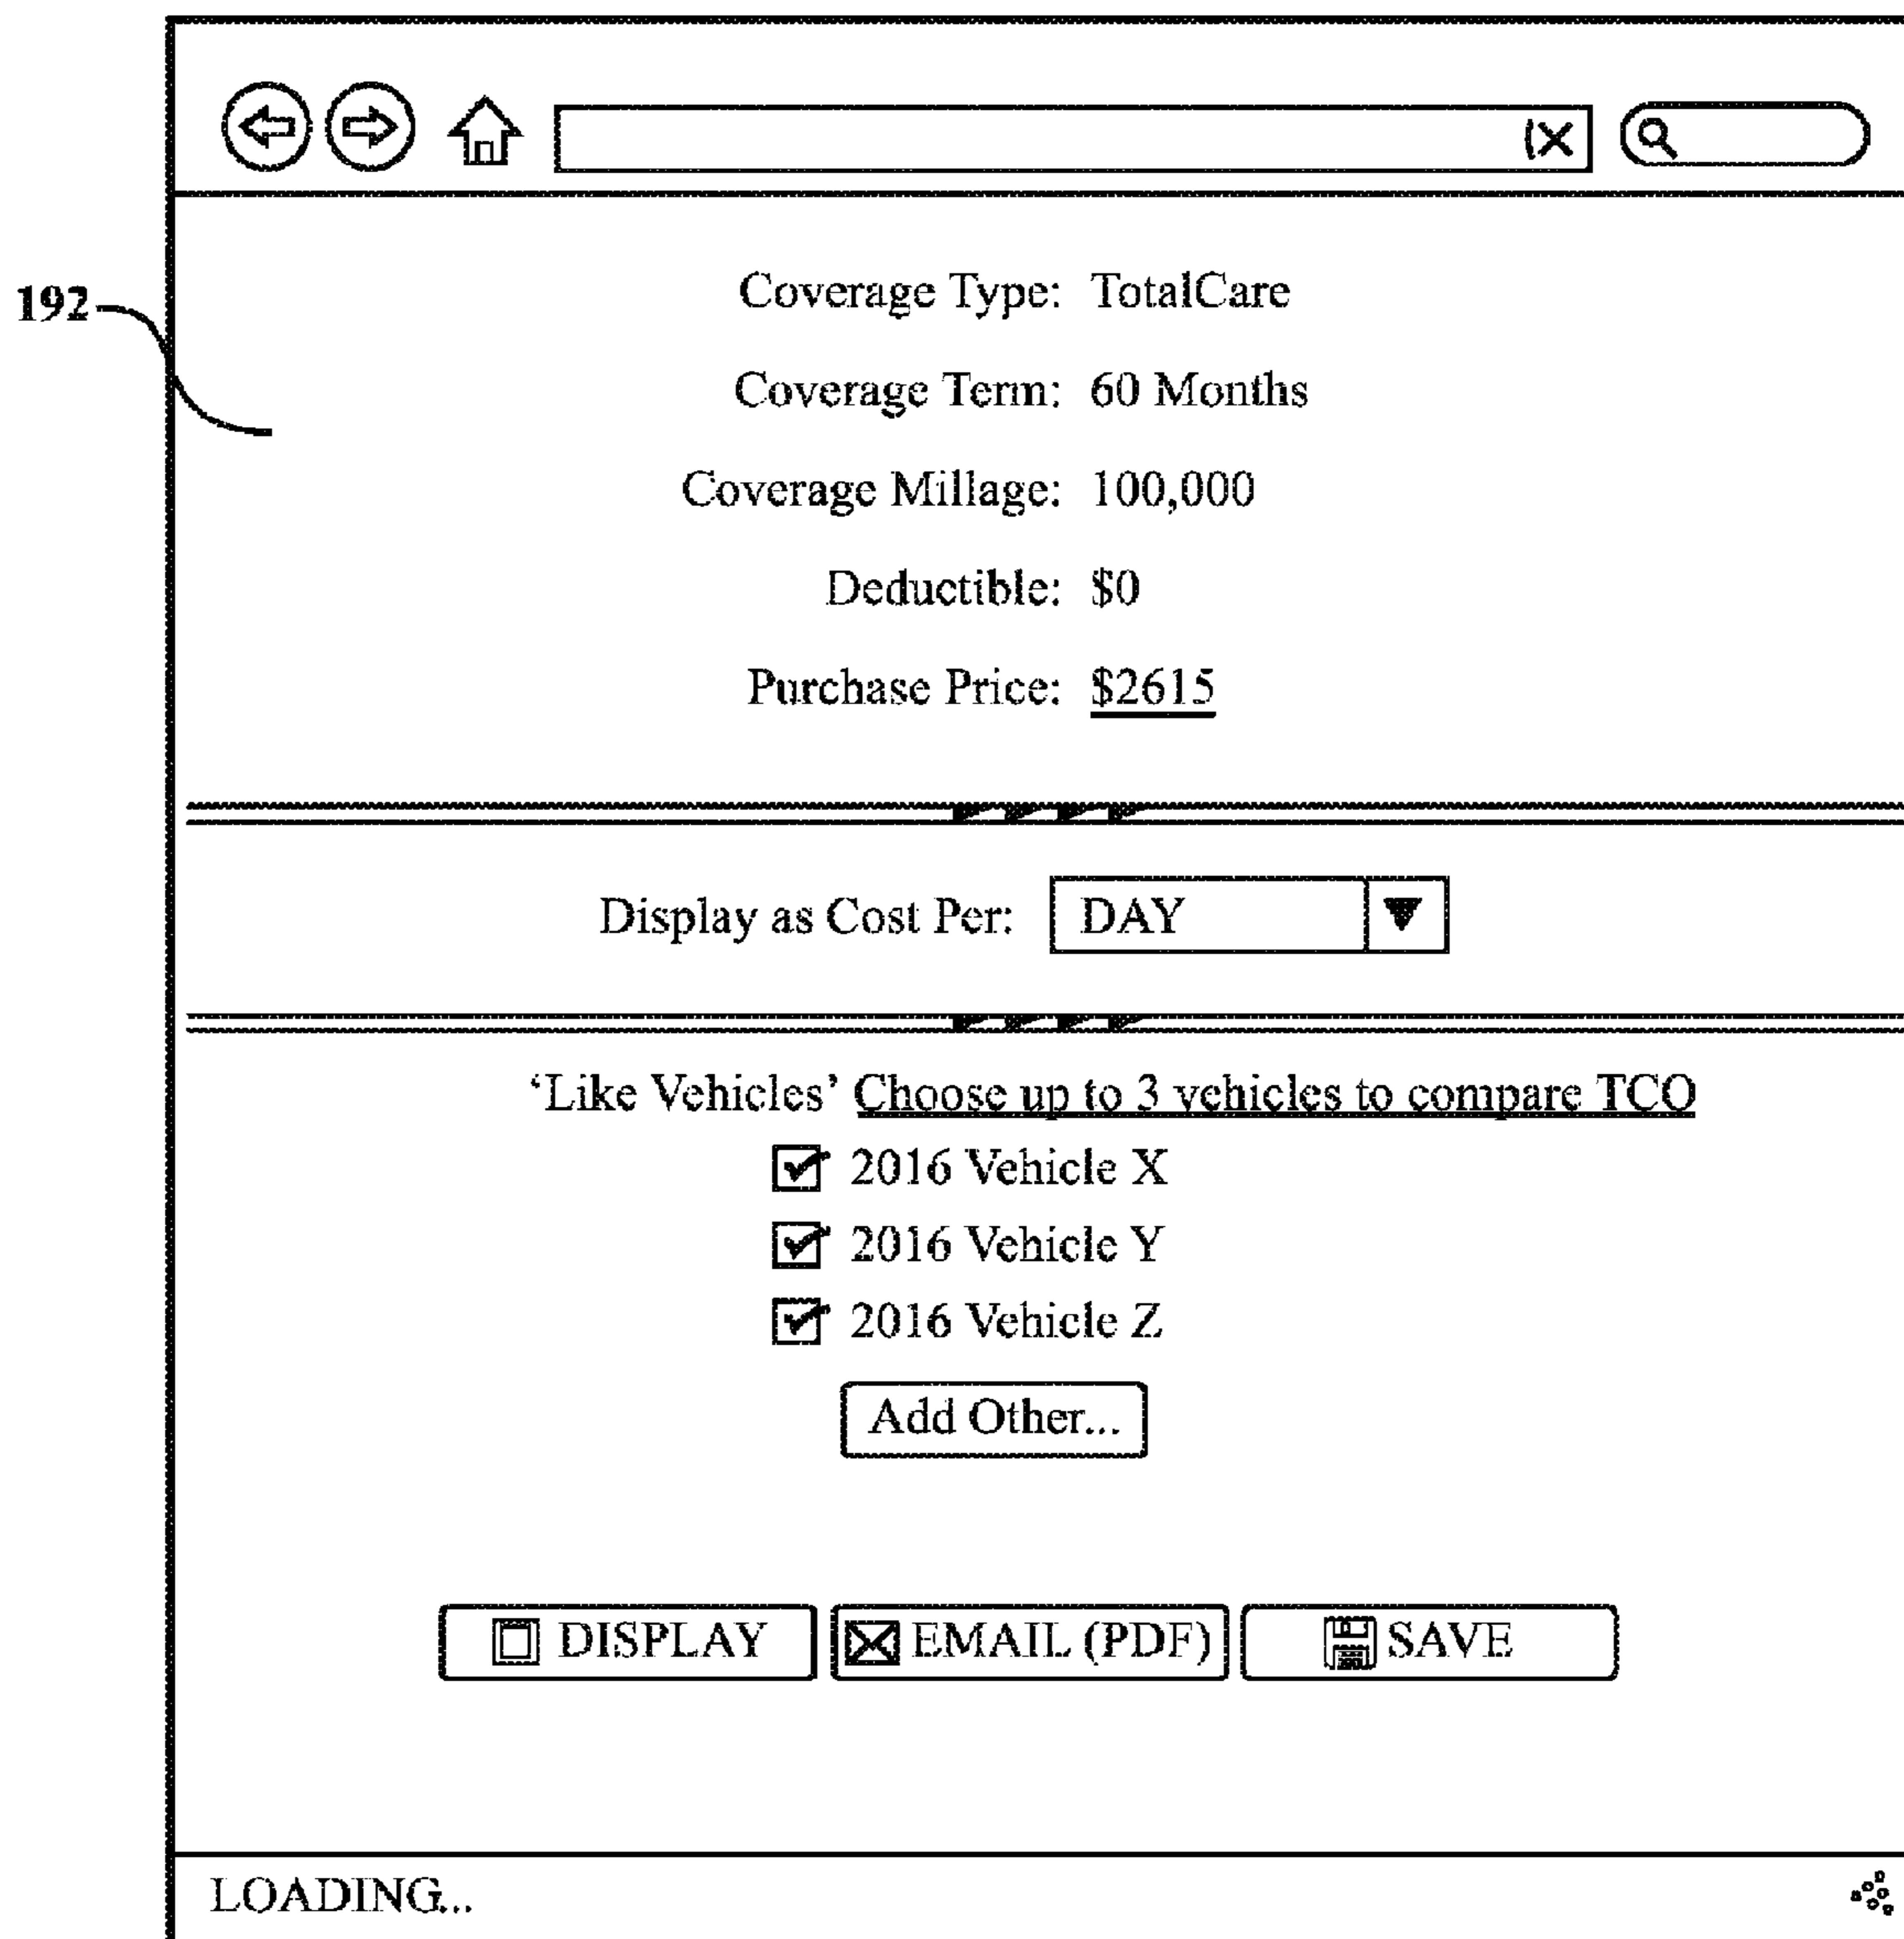 192
Coverage Type: TotalCare
Coverage Term: 60 Months
Coverage Millage: 100,000
Deductible: $0
Purchase Price: $2615
Display as Cost Per: DAY
‘Like Vehicles’ Choose up to 3 vehicles to compare TCO
2016 Vehicle X
2016 Vehicle Y
2016 Vehicle Z
Add Other...
DISPLAY EMAIL (PDF) SAVE
LOADING...